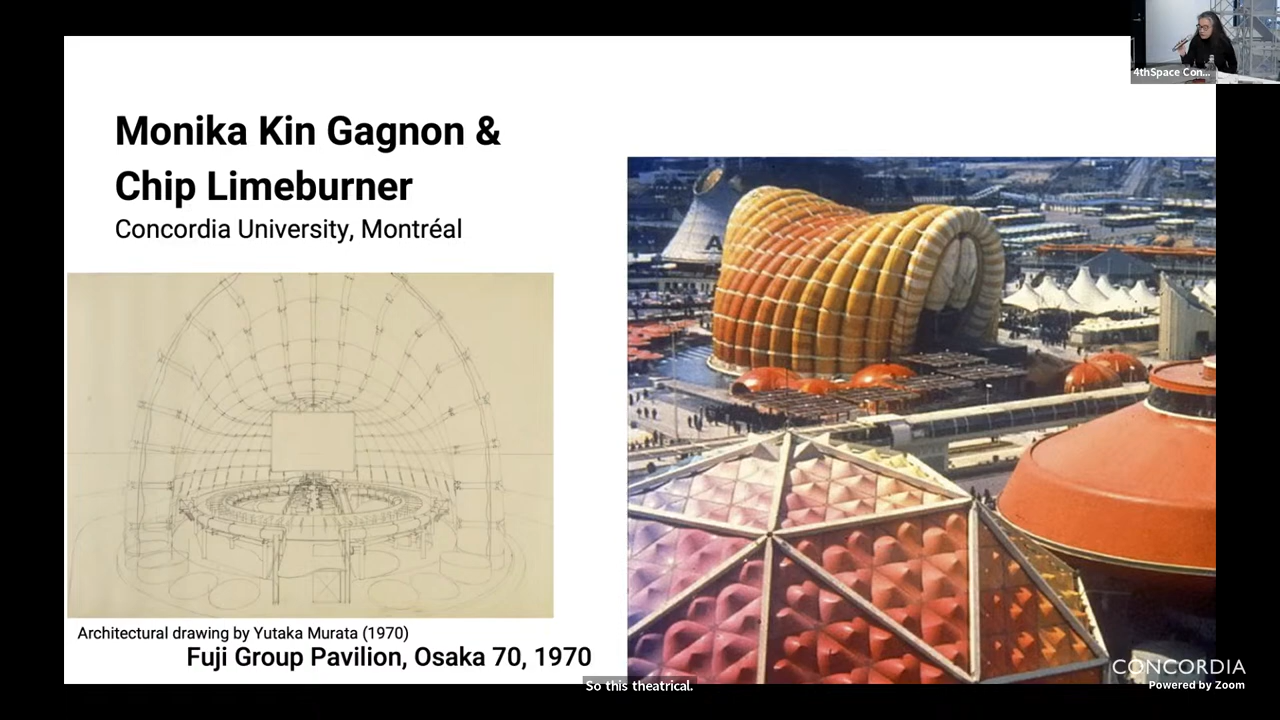 4thSpace Con...
Monika Kin Gagnon &
Chip Limeburner
Concordia University, Montréal
A
Architectural drawing by Yutaka Murata (1970)
Fuji Group Pavilion, Osaka 70, 1970
CONCORDIA
So this theatrical.
Powered by Zoom